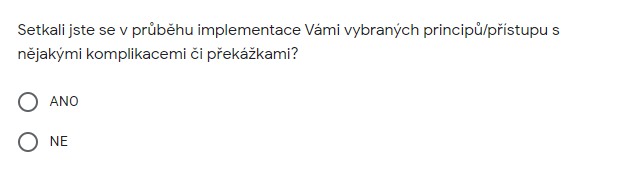 Setkali jste se v průběhu implementace Vámi vybraných principů/přístupu s
nějakými komplikacemi či překážkami?
ANO
NE